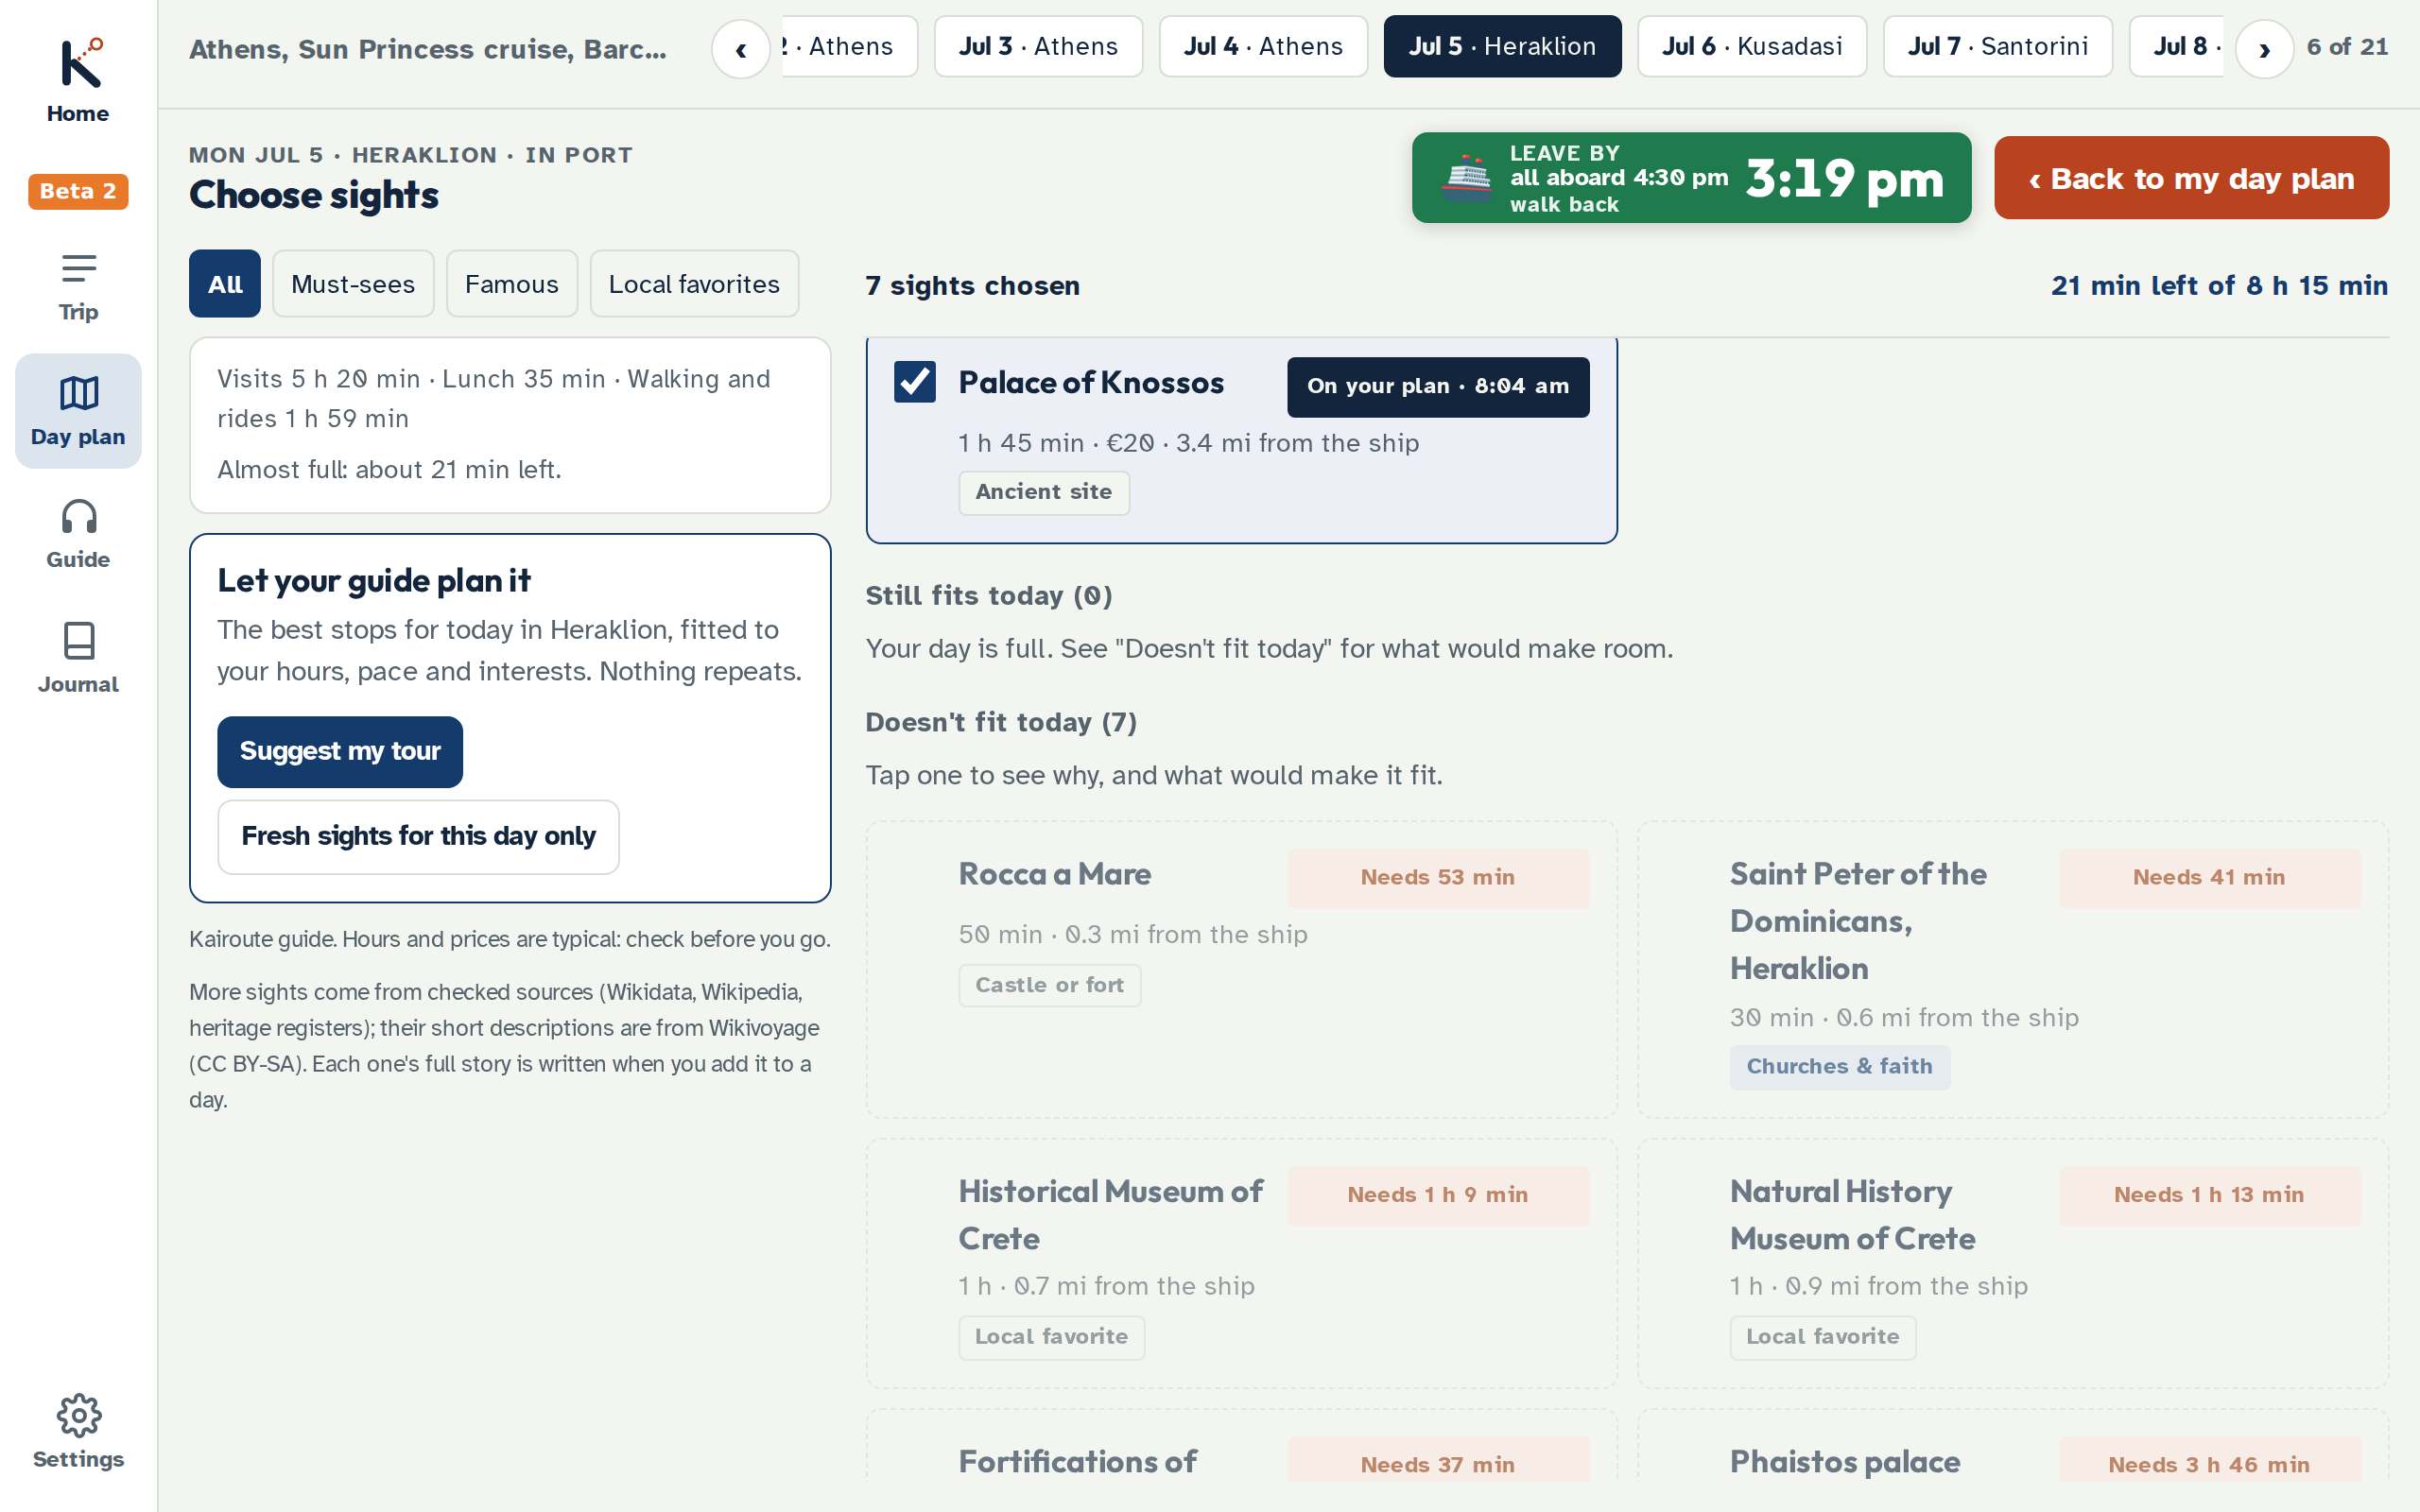 Athens, Sun Princess cruise, Barc...
‹
2 · Athens
Jul 3 · Athens
Jul 4 · Athens
Jul 5 · Heraklion
Jul 6 · Kusadasi
Jul 7 · Santorini
Jul 8 ·
›
6 of 21
Home
Beta 2
Trip
Day plan
Guide
Journal
Settings
MON JUL 5 · HERAKLION · IN PORT
Choose sights
LEAVE BY
all aboard 4:30 pm
walk back
3:19 pm
‹ Back to my day plan
All
Must-sees
Famous
Local favorites
Visits 5 h 20 min · Lunch 35 min · Walking and
rides 1 h 59 min
Almost full: about 21 min left.
Let your guide plan it
The best stops for today in Heraklion, fitted to
your hours, pace and interests. Nothing repeats.
Suggest my tour
Fresh sights for this day only
Kairoute guide. Hours and prices are typical: check before you go.
More sights come from checked sources (Wikidata, Wikipedia,
heritage registers); their short descriptions are from Wikivoyage
(CC BY-SA). Each one's full story is written when you add it to a
day.
7 sights chosen
21 min left of 8 h 15 min
Palace of Knossos
On your plan · 8:04 am
1 h 45 min · €20 · 3.4 mi from the ship
Ancient site
Still fits today (0)
Your day is full. See "Doesn't fit today" for what would make room.
Doesn't fit today (7)
Tap one to see why, and what would make it fit.
Rocca a Mare
Needs 53 min
50 min · 0.3 mi from the ship
Castle or fort
Saint Peter of the
Dominicans,
Heraklion
Needs 41 min
30 min · 0.6 mi from the ship
Churches & faith
Historical Museum of
Crete
Needs 1 h 9 min
1 h · 0.7 mi from the ship
Local favorite
Natural History
Museum of Crete
Needs 1 h 13 min
1 h · 0.9 mi from the ship
Local favorite
Fortifications of
Needs 37 min
Phaistos palace
Needs 3 h 46 min